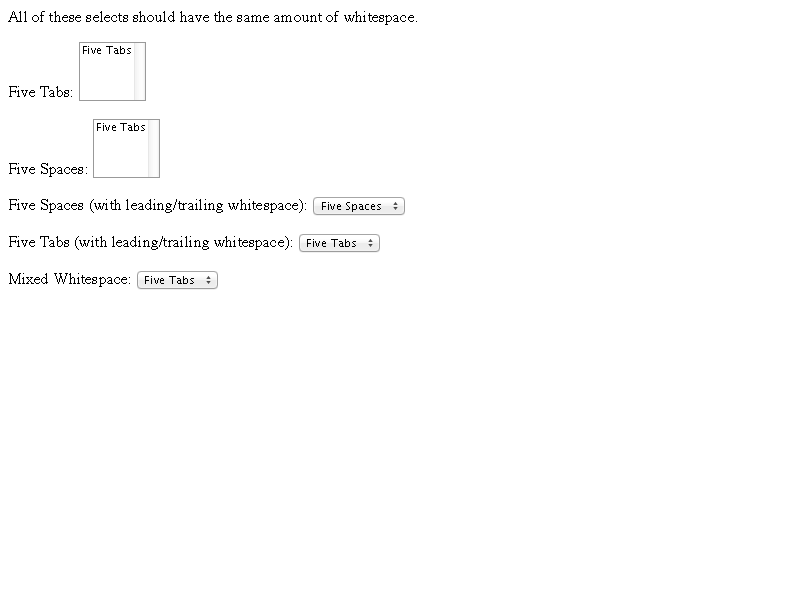 All of these selects should have the same amount of whitespace.
Five Tabs
Five Tabs:
Five Tabs
Five Spaces:
Five Spaces (with leading/trailing whitespace): Five Spaces
Five Tabs (with leading/trailing whitespace): Five Tabs
Mixed Whitespace: Five Tabs